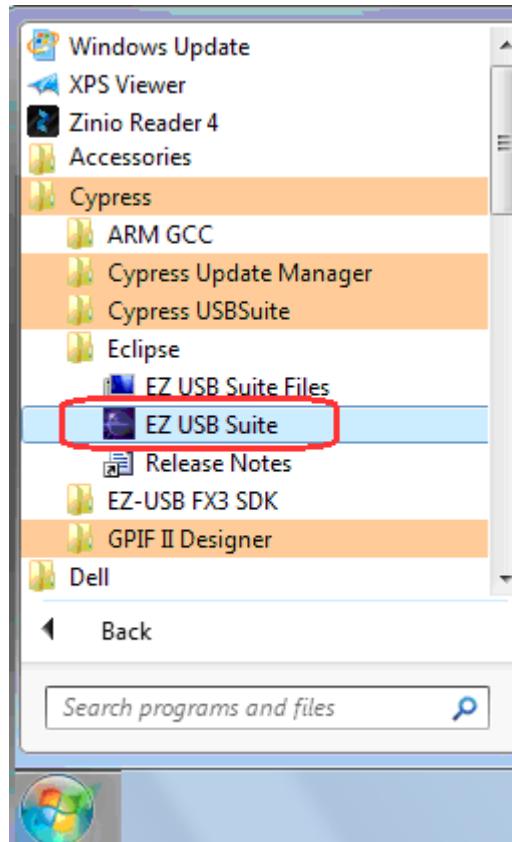 Windows Update
XPS Viewer
Zinio Reader 4
Accessories
Cypress
ARM GCC
Cypress Update Manager
Cypress USBSuite
Eclipse
EZ USB Suite Files
EZ USB Suite
Release Notes
EZ-USB FX3 SDK
GPIF II Designer
Dell
Back
Search programs and files